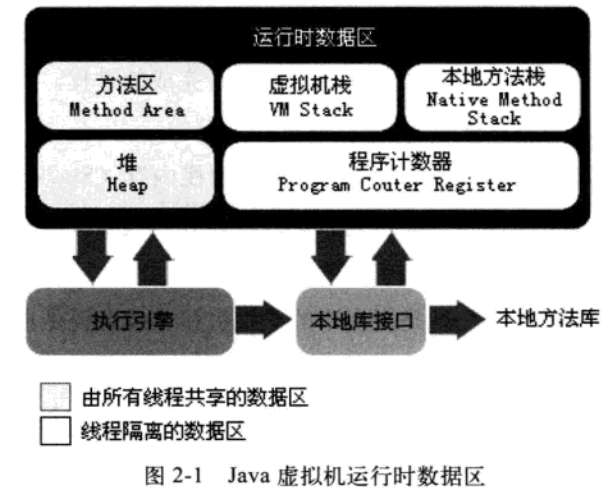 运行时数据区
方法区
Method Area
虚拟机栈
VM Stack
本地方法栈
Native Method
Stack
堆
Heap
程序计数器
Program Couter Register
执行引擎
本地库接口
本地方法库
由所有线程共享的数据区
线程隔离的数据区
图 2-1 Java 虚拟机运行时数据区